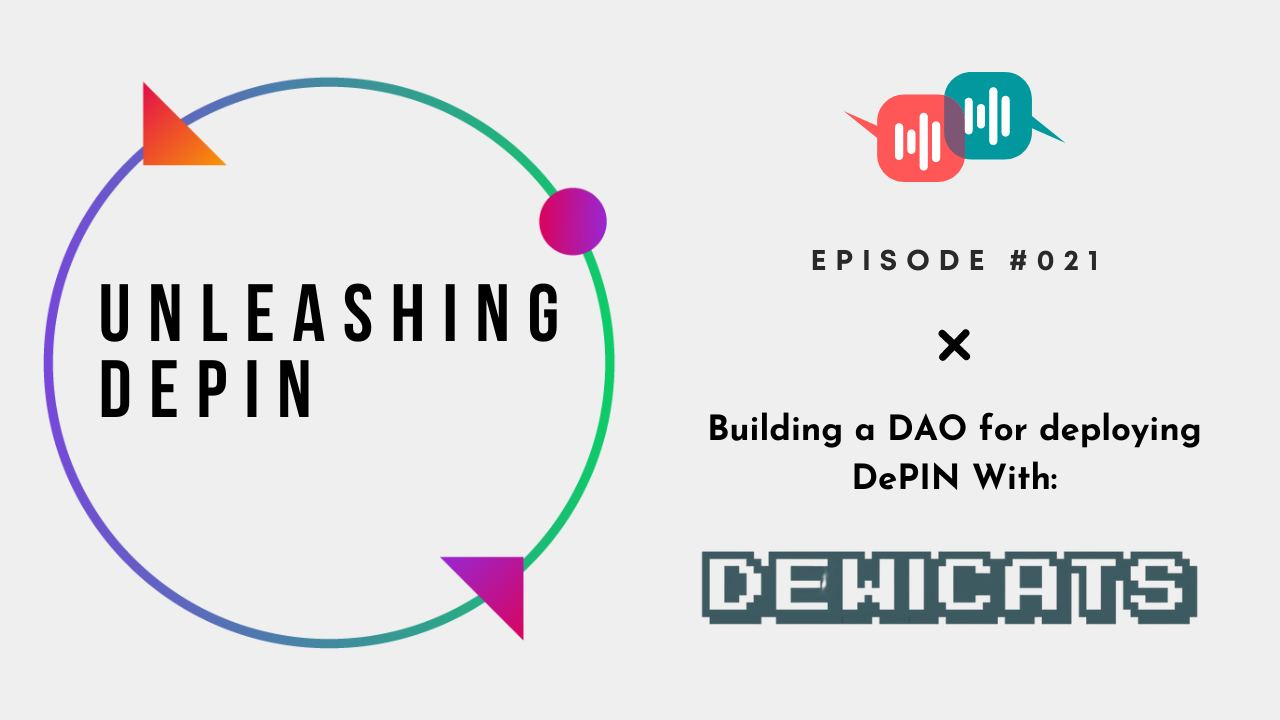 UNLEASHING
DEPIN
EPISODE #021
Building a DAO for deploying
DePIN With:
DEWICATS